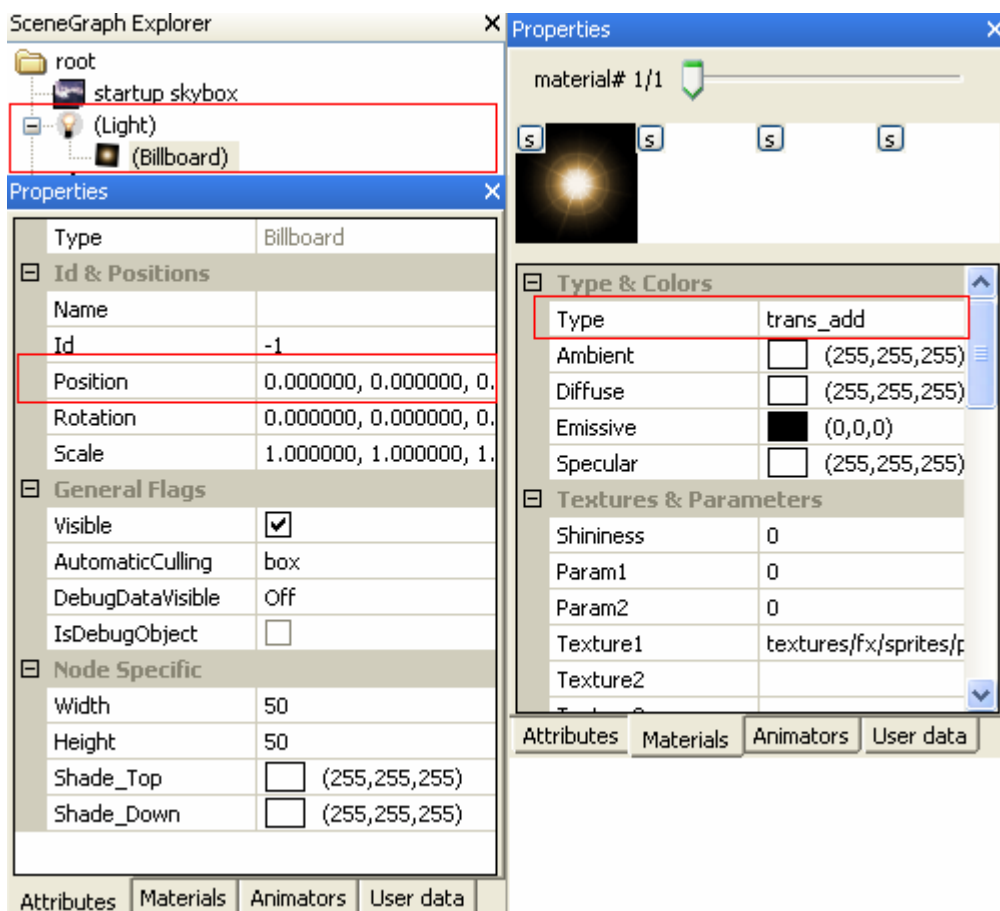 SceneGraph Explorer
root
startup skybox
(Light)
(Billboard)
Properties
Type Billboard
Id & Positions
Name
Id -1
Position 0.000000, 0.000000, 0.
Rotation 0.000000, 0.000000, 0.
Scale 1.000000, 1.000000, 1.
General Flags
Visible
AutomaticCulling box
DebugDataVisible Off
IsDebugObject
Node Specific
Width 50
Height 50
Shade_Top (255,255,255)
Shade_Down (255,255,255)
Attributes Materials Animators User data
Properties
material# 1/1
s s s s
Type & Colors
Type trans_add
Ambient (255,255,255)
Diffuse (255,255,255)
Emissive (0,0,0)
Specular (255,255,255)
Textures & Parameters
Shininess 0
Param1 0
Param2 0
Texture1 textures/fx/sprites/p
Texture2
Attributes Materials Animators User data